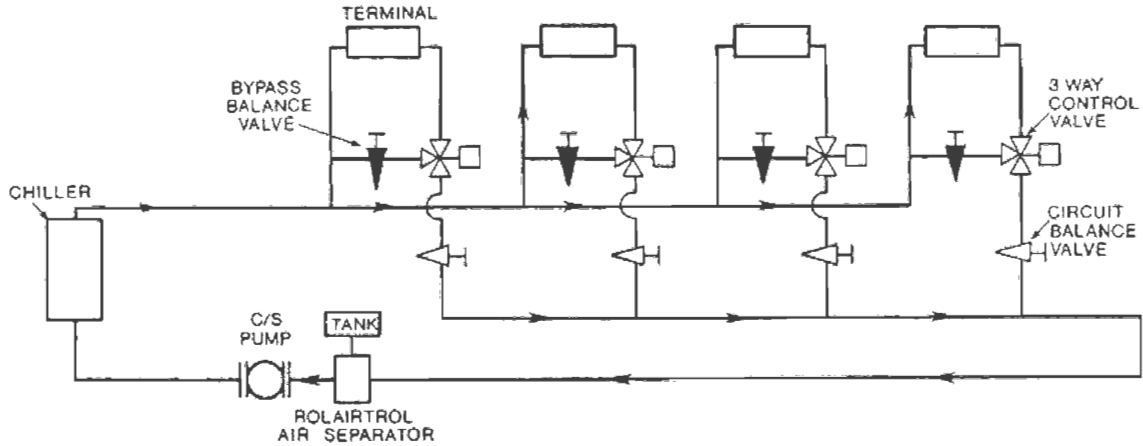 TERMINAL
BYPASS
BALANCE
VALVE
3 WAY
CONTROL
VALVE
CHILLER
CIRCUIT
BALANCE
VALVE
C/S
PUMP
TANK
ROLAIRTROL
AIR SEPARATOR